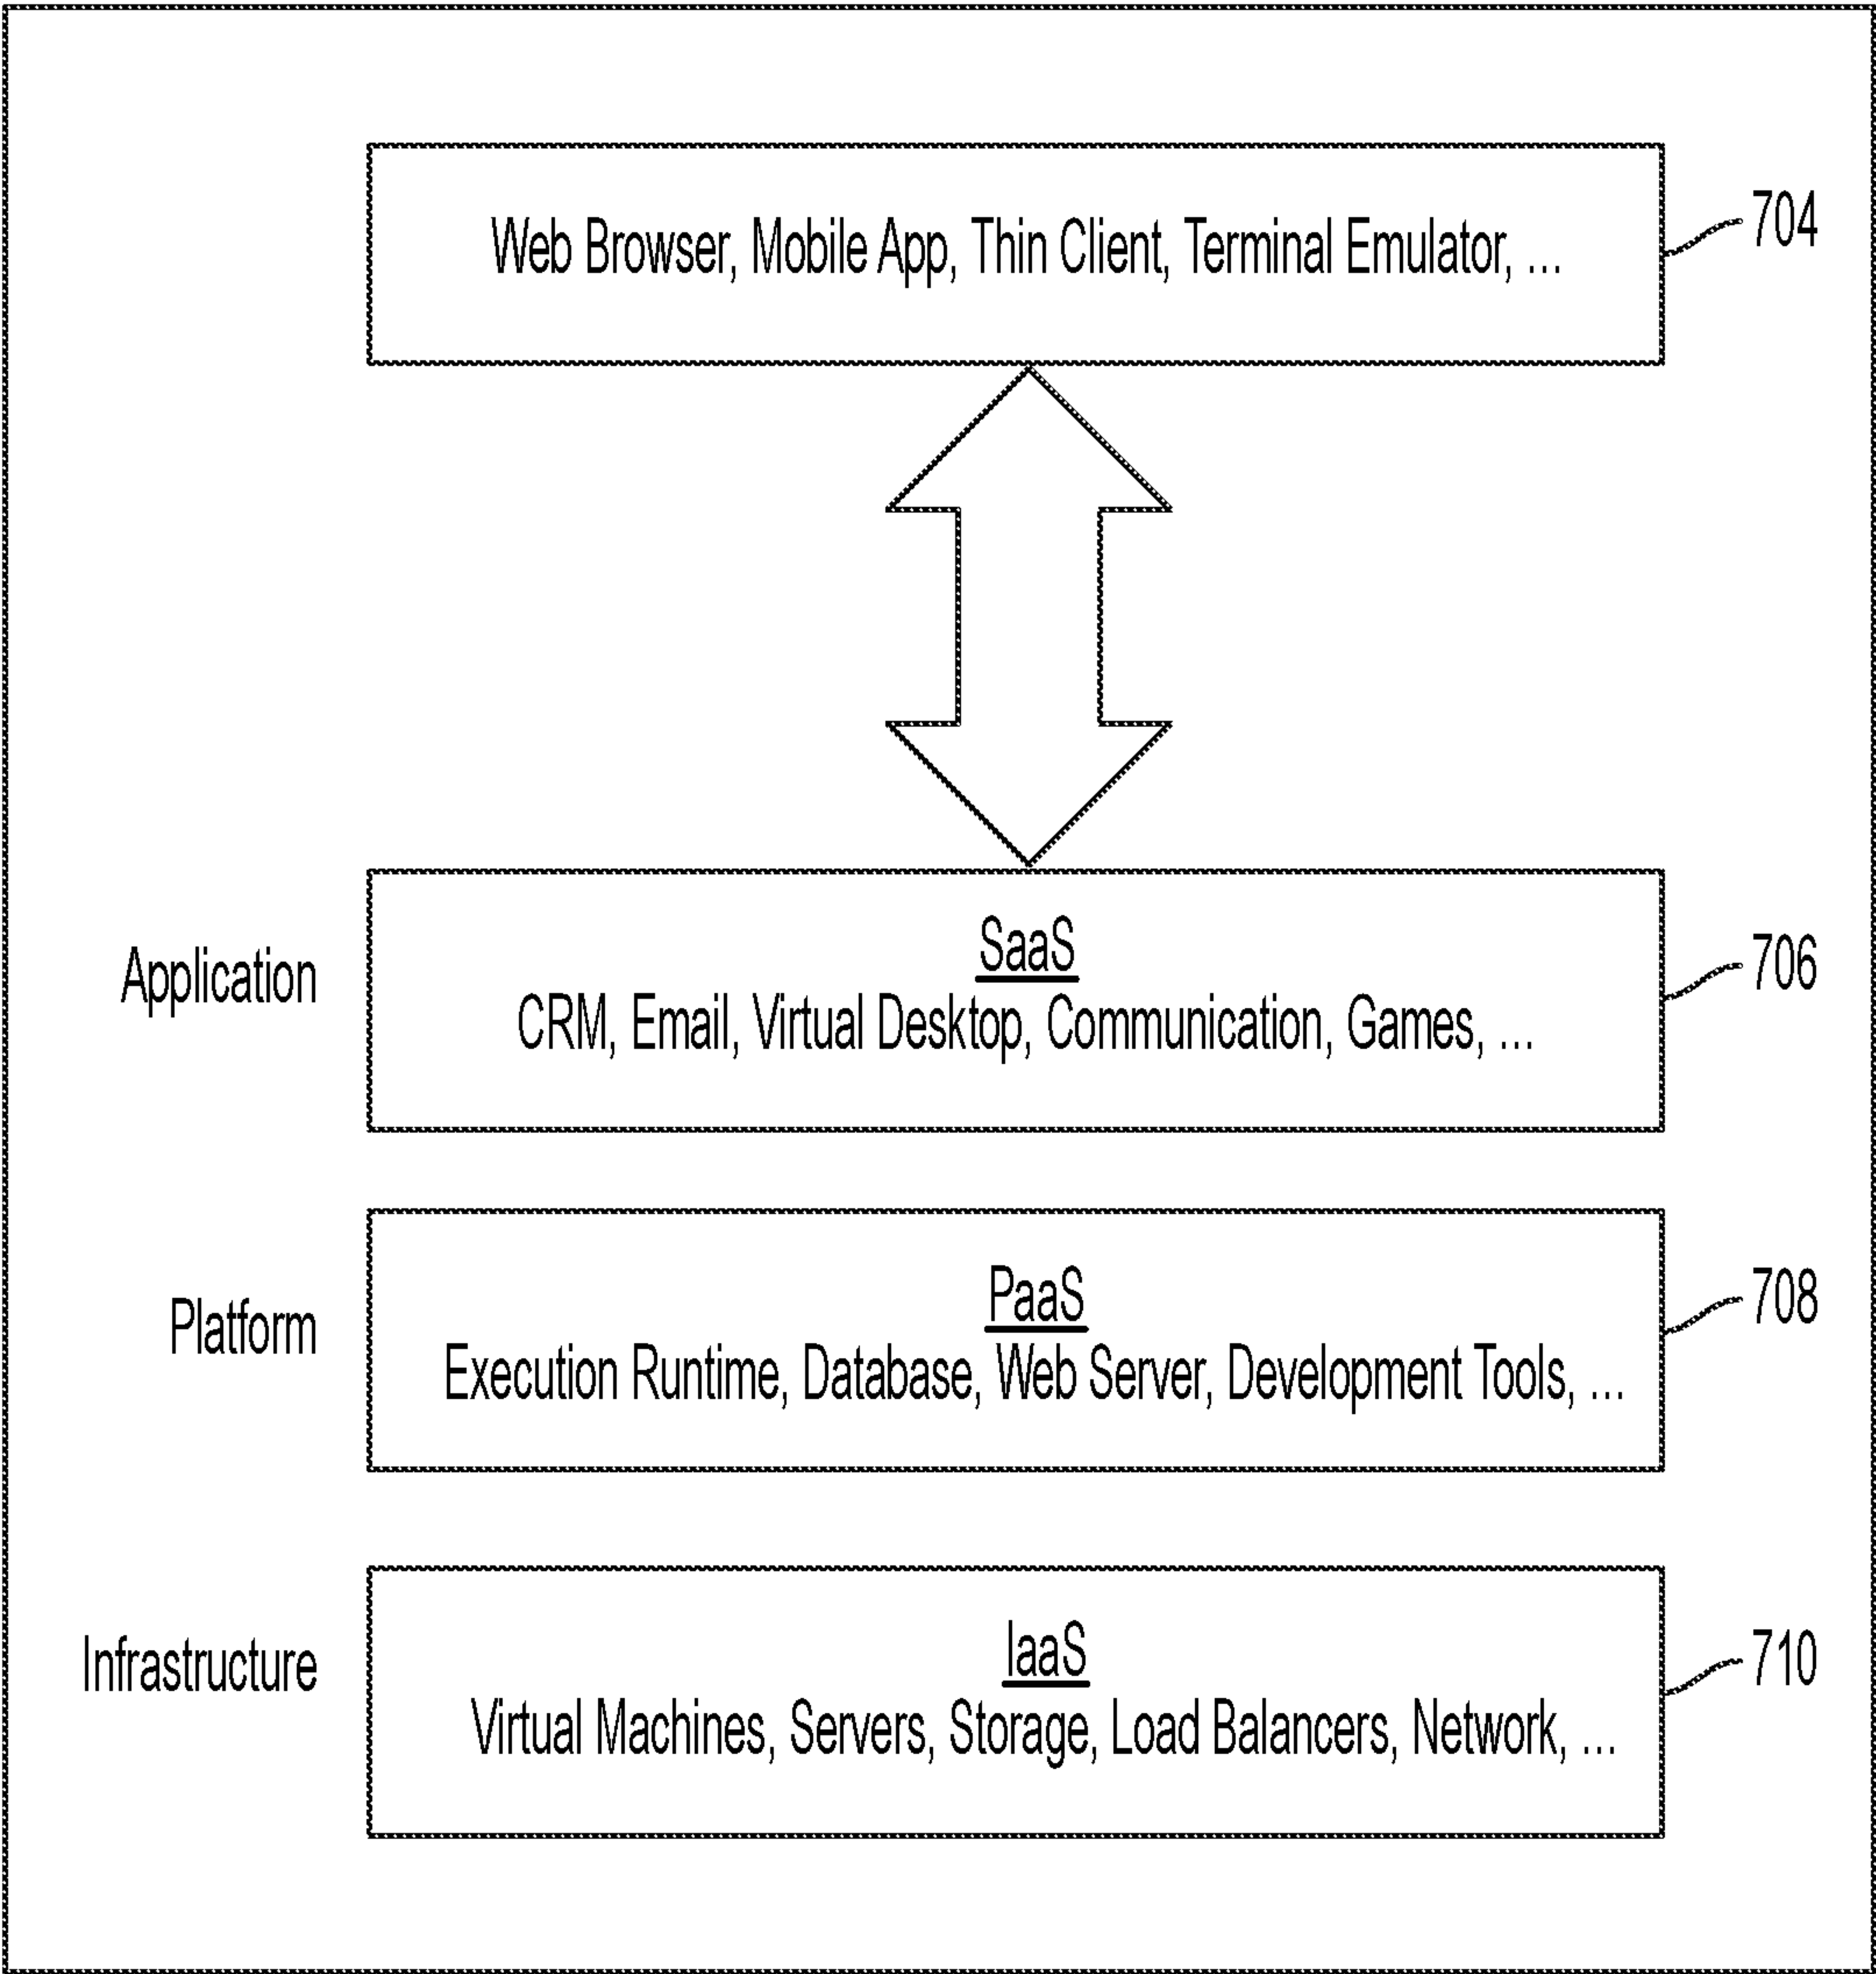 Web Browser, Mobile App, Thin Client, Terminal Emulator, ...
704
Application
SaaS
CRM, Email, Virtual Desktop, Communication, Games, ...
706
Platform
PaaS
Execution Runtime, Database, Web Server, Development Tools, ...
708
Infrastructure
IaaS
Virtual Machines, Servers, Storage, Load Balancers, Network, ...
710